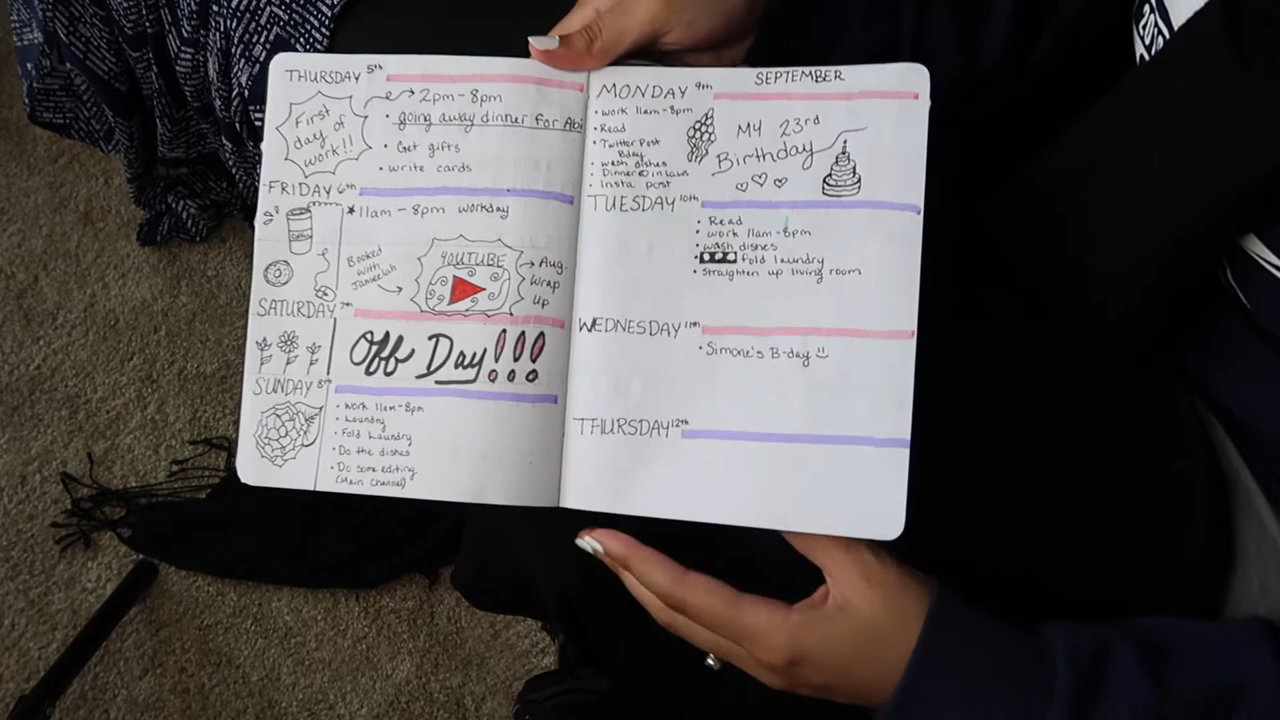 THURSDAY 5th
First
day of
work!!
2pm-8pm
• going away dinner for Abi
• Get gifts
• write cards
FRIDAY 6th
Coffee
*11am - 8pm workday
Booked
with
YOUTUBE
Aug.
Wrap
Up
SATURDAY 7th
Off Day!!!
SUNDAY 8th
• Work 11am-8pm
• Laundry
• Fold Laundry
• Do the dishes
• Do some editing
(Main Channel)
SEPTEMBER
MONDAY 9th
• work 11am-8pm
• Read
• Twitter Post
Bday
• wash dishes
• Dinner @ in laws
• Insta post
My 23rd
Birthday
TUESDAY 10th
• Read
• work 11am-8pm
• wash dishes
• fold laundry
• Straighten up living room
WEDNESDAY 11th
• Simone's B-day
THURSDAY 12th